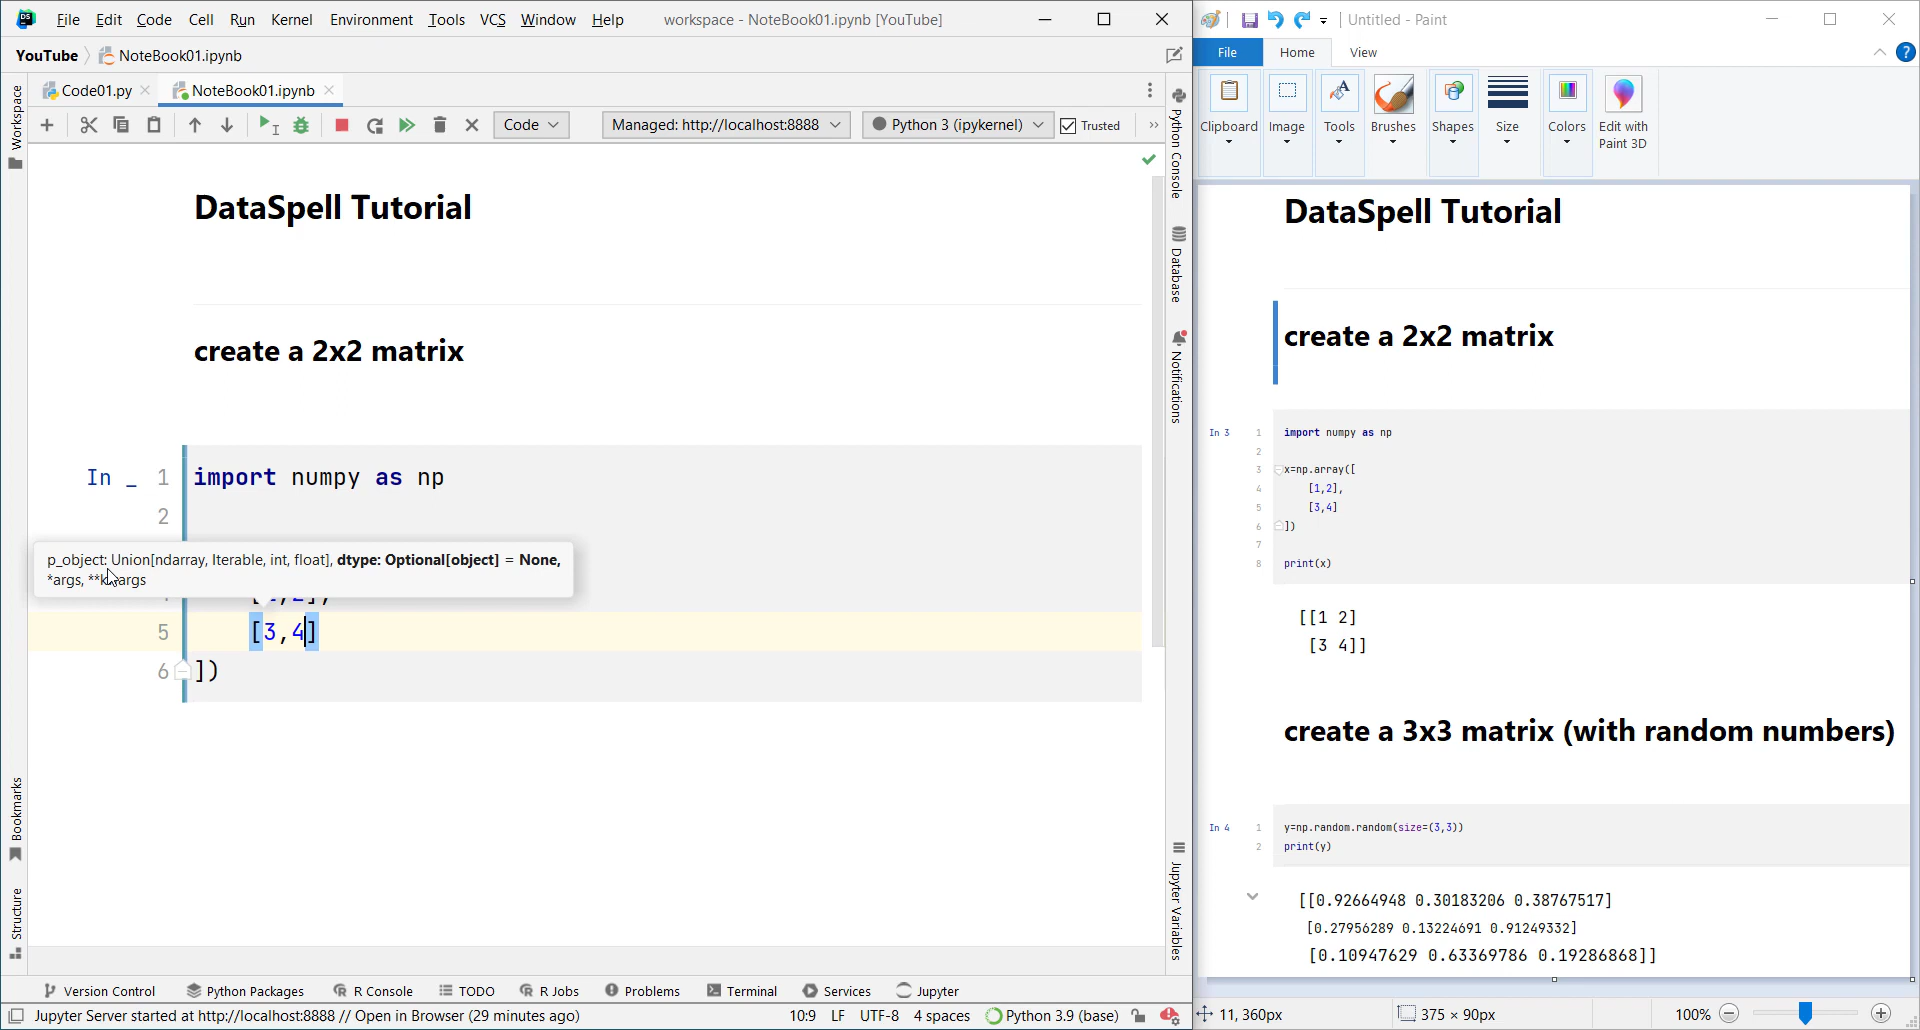 File Edit Code Cell Run Kernel Environment Tools VCS Window Help workspace - NoteBook01.ipynb [YouTube]
YouTube NoteBook01.ipynb
Code01.py NoteBook01.ipynb
Code Managed: http://localhost:8888 Python 3 (ipykernel) Trusted
Workspace
DataSpell Tutorial
create a 2x2 matrix
In _ 1 import numpy as np
2
p_object: Union[ndarray, Iterable, int, float], dtype: Optional[object] = None,
*args,
5 [3,4]
6 ])
Bookmarks
Structure
Python Console
Database
Notifications
Jupyter Variables
Version Control Python Packages R Console TODO R Jobs Problems Terminal Services Jupyter
Jupyter Server started at http://localhost:8888 // Open in Browser (29 minutes ago) 10:9 LF UTF-8 4 spaces Python 3.9 (base)
Untitled - Paint
File Home View
Clipboard Image Tools Brushes Shapes Size Colors Edit with
Paint 3D
DataSpell Tutorial
create a 2x2 matrix
In 3 1 import numpy as np
2
3 x=np.array([
4 [1,2],
5 [3,4]
6 ])
7
8 print(x)
[[1 2]
[3 4]]
create a 3x3 matrix (with random numbers)
In 4 1 y=np.random.random(size=(3,3))
2 print(y)
[[0.92664948 0.30183206 0.38767517]
[0.27956289 0.13224691 0.91249332]
[0.10947629 0.63369786 0.19286868]]
11, 360px 375 × 90px 100%